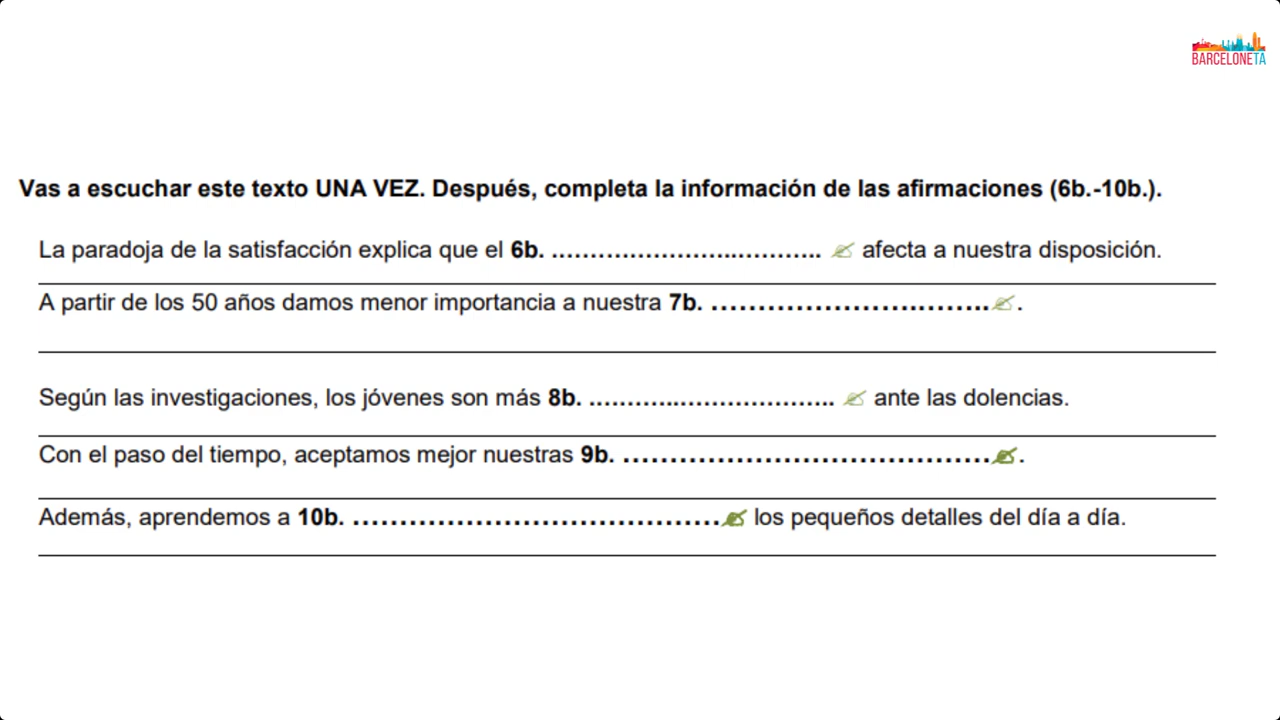 BARCELONETA
Vas a escuchar este texto UNA VEZ. Después, completa la información de las afirmaciones (6b.-10b.).
La paradoja de la satisfacción explica que el 6b. ................................... afecta a nuestra disposición.
A partir de los 50 años damos menor importancia a nuestra 7b. ................................... .
Según las investigaciones, los jóvenes son más 8b. ................................... ante las dolencias.
Con el paso del tiempo, aceptamos mejor nuestras 9b. ................................... .
Además, aprendemos a 10b. ................................... los pequeños detalles del día a día.